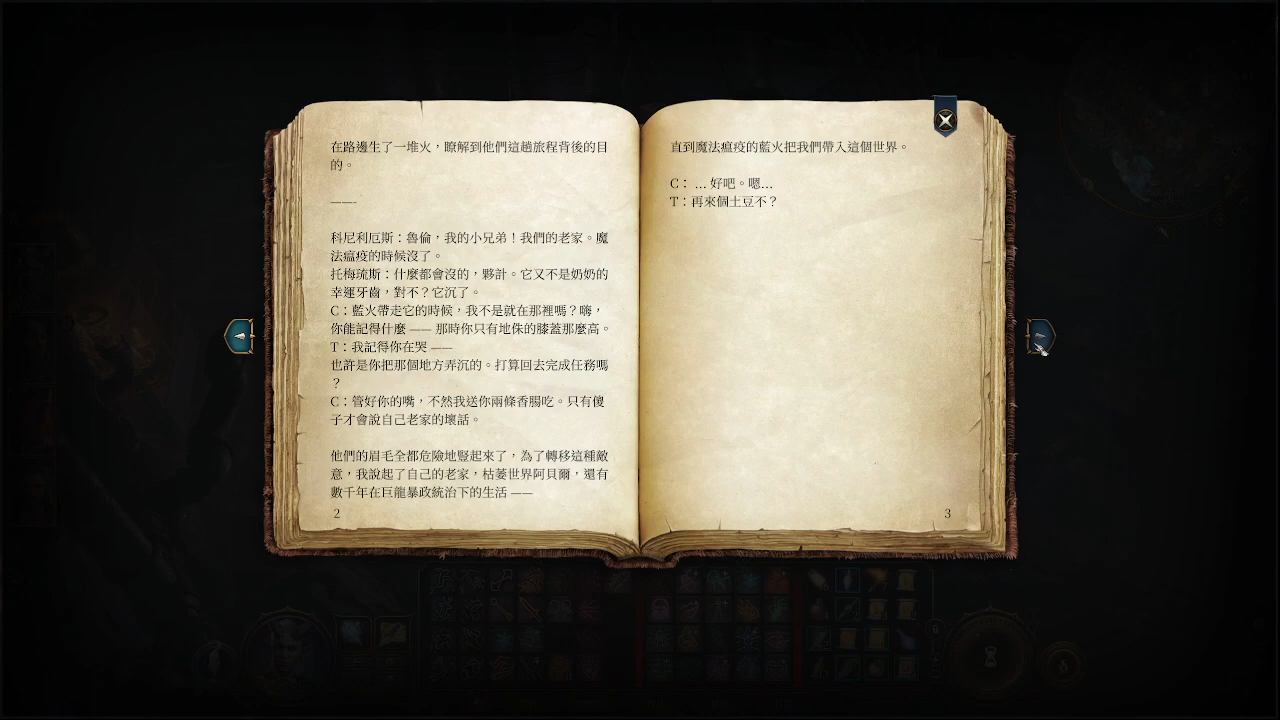 在路邊生了一堆火，瞭解到他們這趟旅程背後的目
的。
——-
科尼利厄斯：魯倫，我的小兄弟！我們的老家。魔
法瘟疫的時候沒了。
托梅琉斯：什麼都會沒的，夥計。它又不是奶奶的
幸運牙齒，對不？它沉了。
C：藍火帶走它的時候，我不是就在那裡嗎？嗨，
你能記得什麼 —— 那時你只有地侏的膝蓋那麼高。
T：我記得你在哭 ——
也許是你把那個地方弄沉的。打算回去完成任務嗎
？
C：管好你的嘴，不然我送你兩條香腸吃。只有傻
子才會說自己老家的壞話。
他們的眉毛全都危險地豎起來了，為了轉移這種敵
意，我說起了自己的老家，枯萎世界阿貝爾，還有
數千年在巨龍暴政統治下的生活 ——
2
直到魔法瘟疫的藍火把我們帶入這個世界。
C： ... 好吧。嗯...
T：再來個土豆不？
3